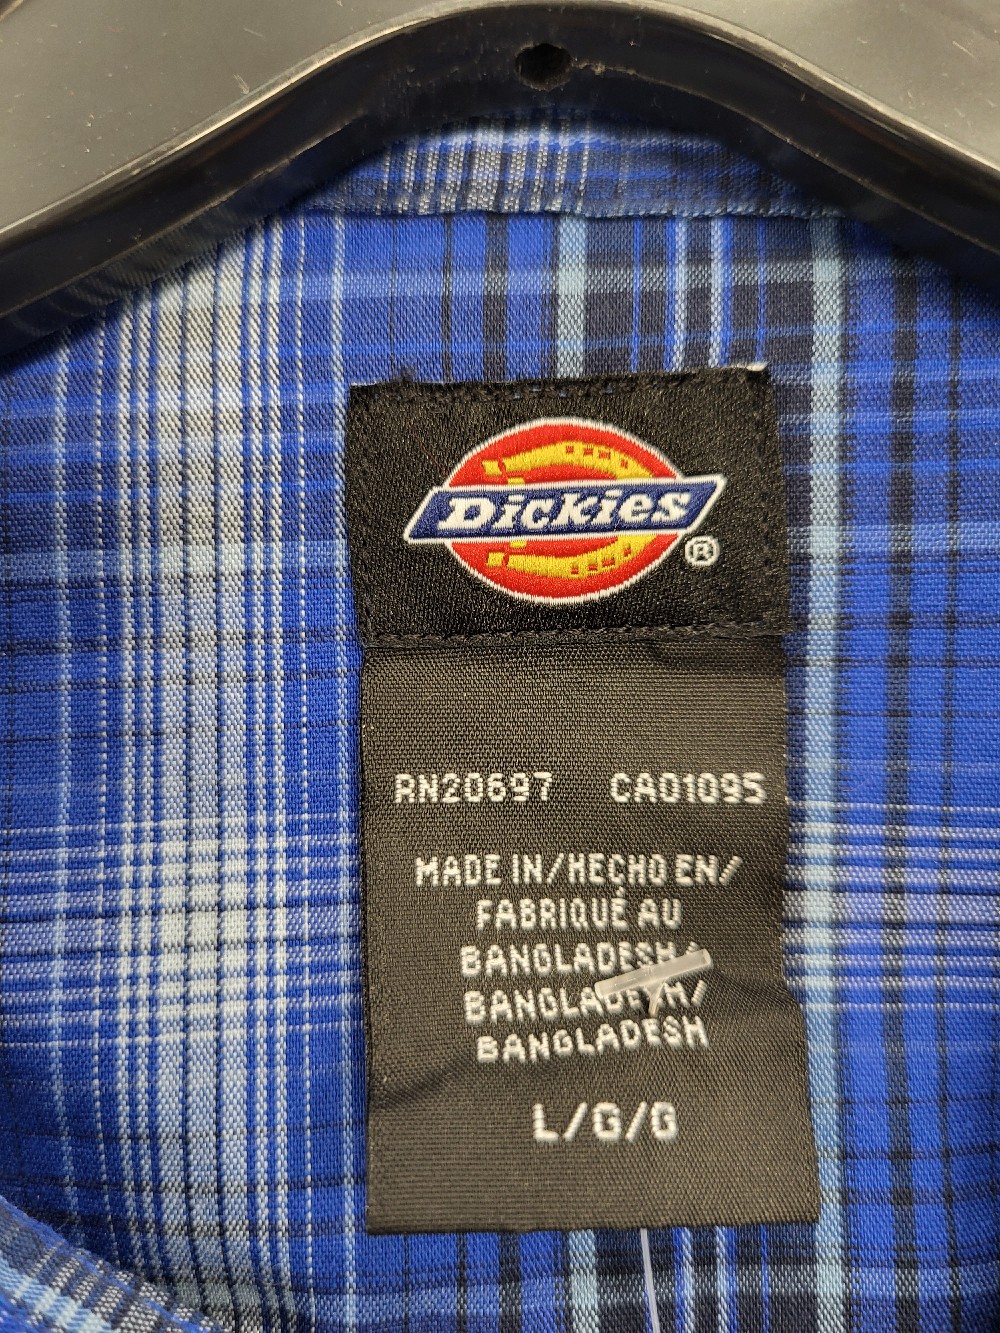 Dickies
®
RN20697 CA01095
MADE IN/HECHO EN/
FABRIQUÉ AU
BANGLADESH/
BANGLADESH/
BANGLADESH
L/G/G